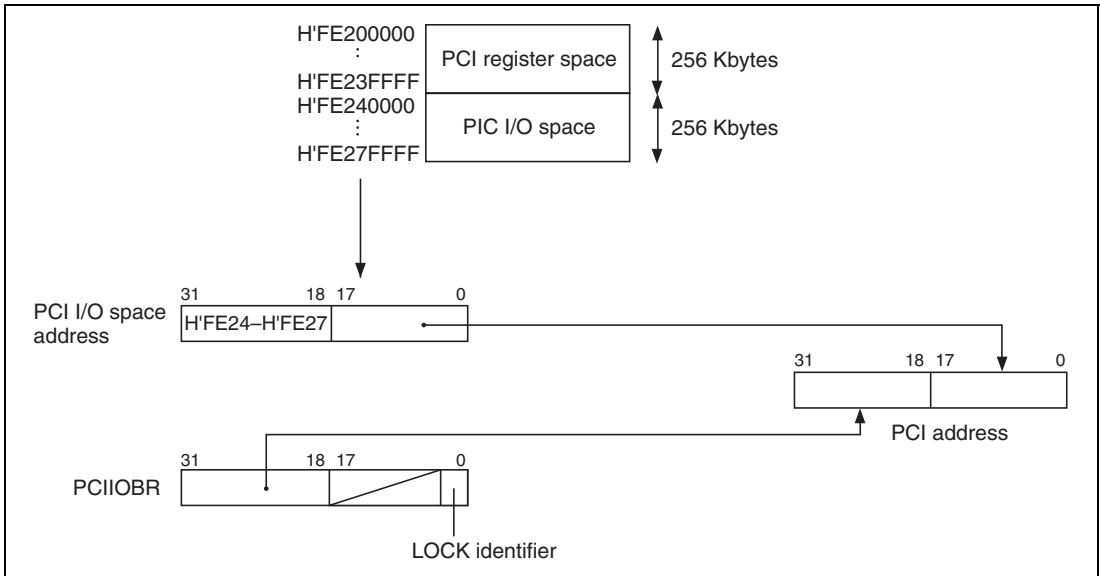 H'FE200000
:
H'FE23FFFF
PCI register space
256 Kbytes
H'FE240000
:
H'FE27FFFF
PIC I/O space
256 Kbytes
31 18 17 0
PCI I/O space
address
H'FE24–H'FE27
31 18 17 0
PCI address
31 18 17 0
PCIIOBR
LOCK identifier